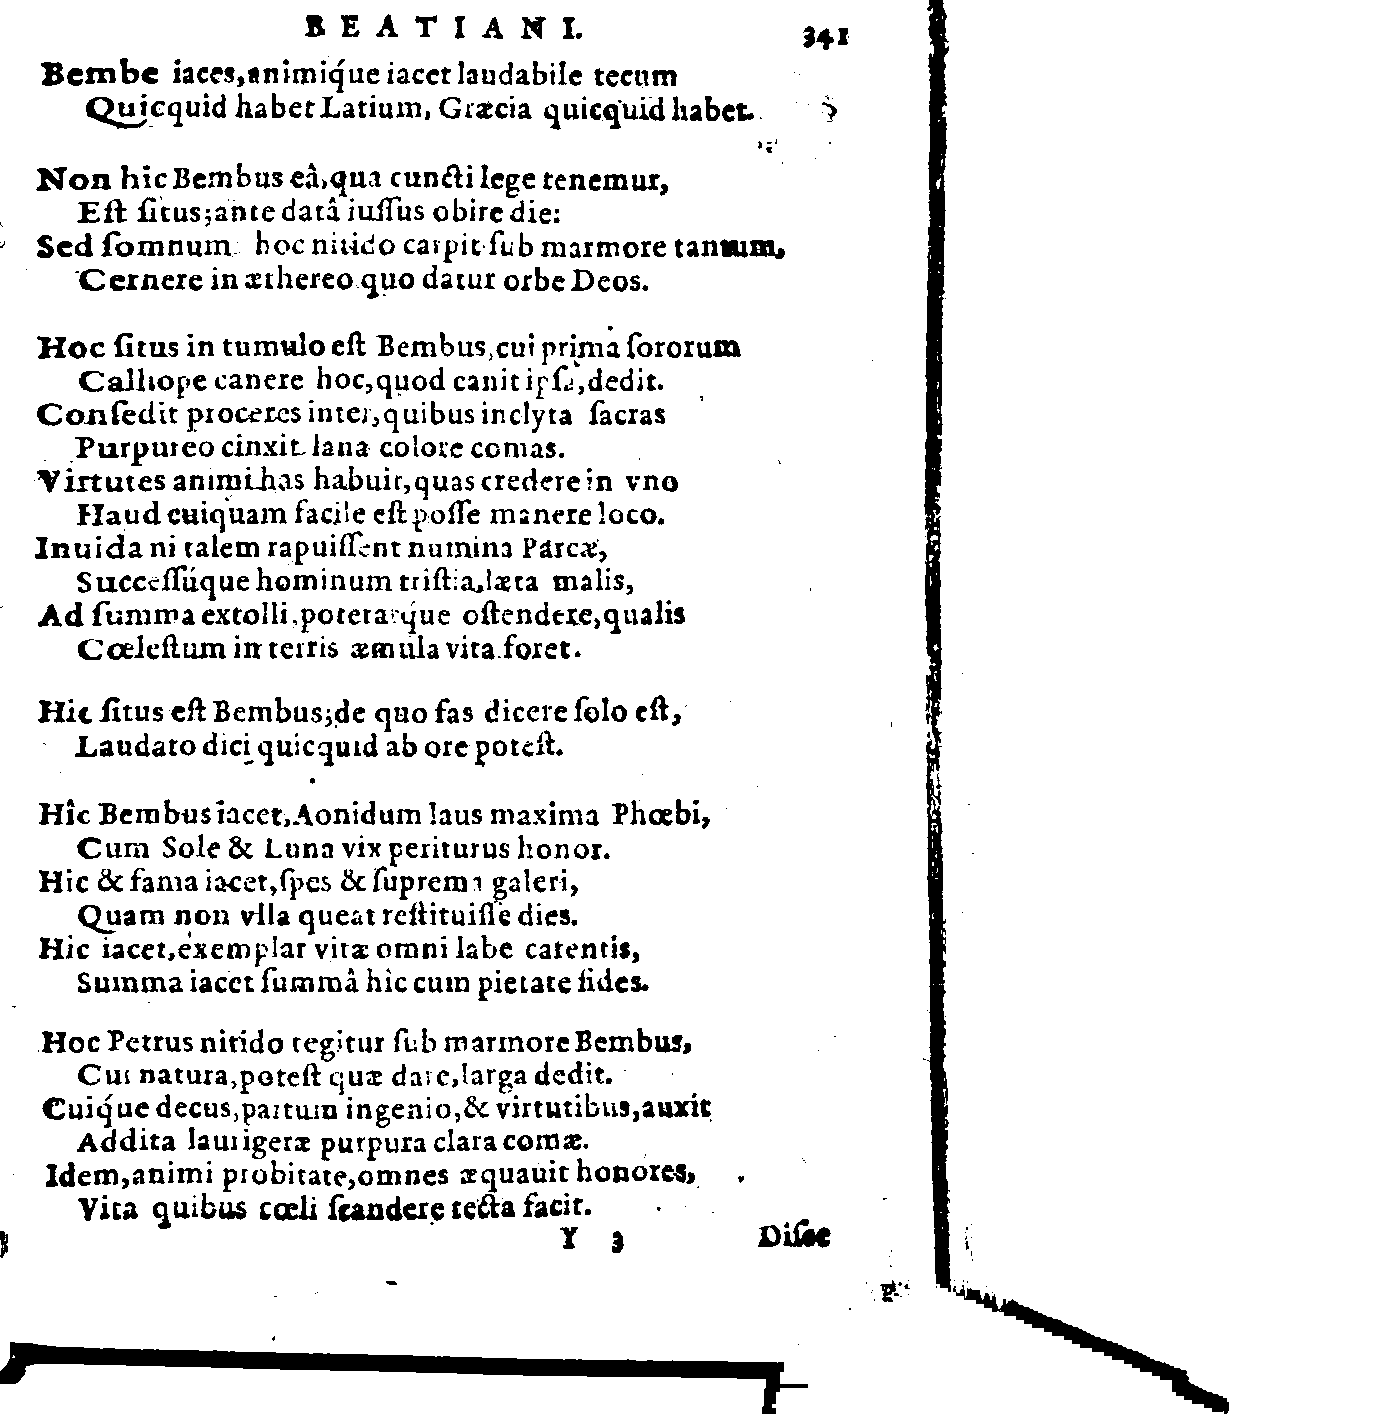 BEATIANI. 341
Bembe iaces,animiq́ue iacet laudabile tecum
Quicquid habet Latium, Græcia quicquid habet.
Non hic Bembus eâ,qua cuncti lege tenemur,
Est situs;ante datâ iussus obire die:
Sed somnum hoc nitido carpit sub marmore tantum,
Cernere in æthereo quo datur orbe Deos.
Hoc situs in tumulo est Bembus,cui prima sororum
Calliope canere hoc,quod canit ipsa,dedit.
Consedit proceres inter,quibus inclyta sacras
Purpureo cinxit lana colore comas.
Virtutes animi has habuit,quas credere in vno
Haud cuiquam facile est posse manere loco.
Inuida ni talem rapuissent numina Parcæ,
Successúque hominum tristia,læta malis,
Ad summa extolli,poteratq́ue ostendere,qualis
Cœlestum in terris æmula vita foret.
Hic situs est Bembus;de quo fas dicere solo est,
Laudato dici quicquid ab ore potest.
Hîc Bembus iacet,Aonidum laus maxima Phœbi,
Cum Sole & Luna vix periturus honor.
Hic & fama iacet,spes & suprema galeri,
Quam non vlla queat restituisse dies.
Hic iacet,exemplar vitæ omni labe carentis,
Summa iacet summâ hic cum pietate fides.
Hoc Petrus nitido tegitur sub marmore Bembus,
Cui natura,potest quæ dare,larga dedit.
Cuiq́ue decus,partum ingenio,& virtutibus,auxit
Addita laurigeræ purpura clara comæ.
Idem,animi probitate,omnes æquauit honores,
Vita quibus cœli scandere tecta facit.
Y 3 Disce